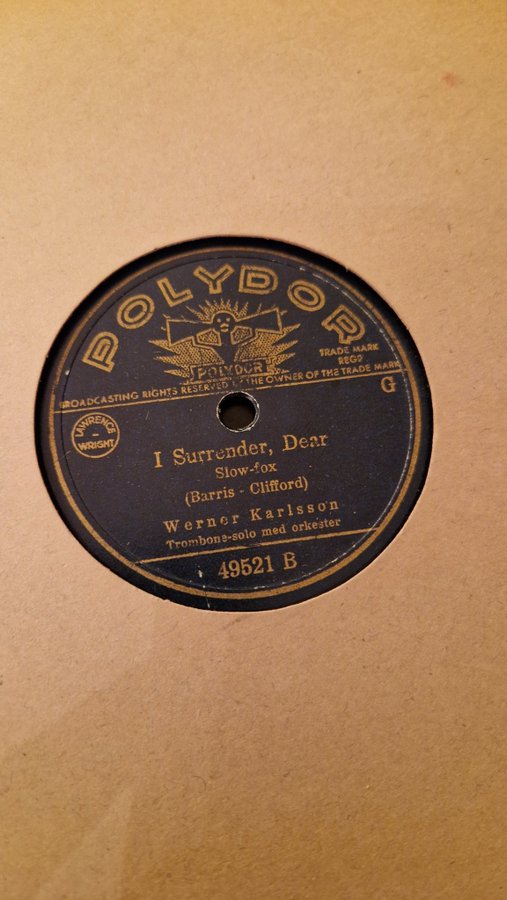 POLYDOR
POLYDOR
TRADE MARK
REGD
BROADCASTING RIGHTS RESERVED BY THE OWNER OF THE TRADE MARK
G
LAWRENCE
-
WRIGHT
I Surrender, Dear
Slow-fox
(Barris - Clifford)
Werner Karlsson
Trombone-solo med orkester
49521 B